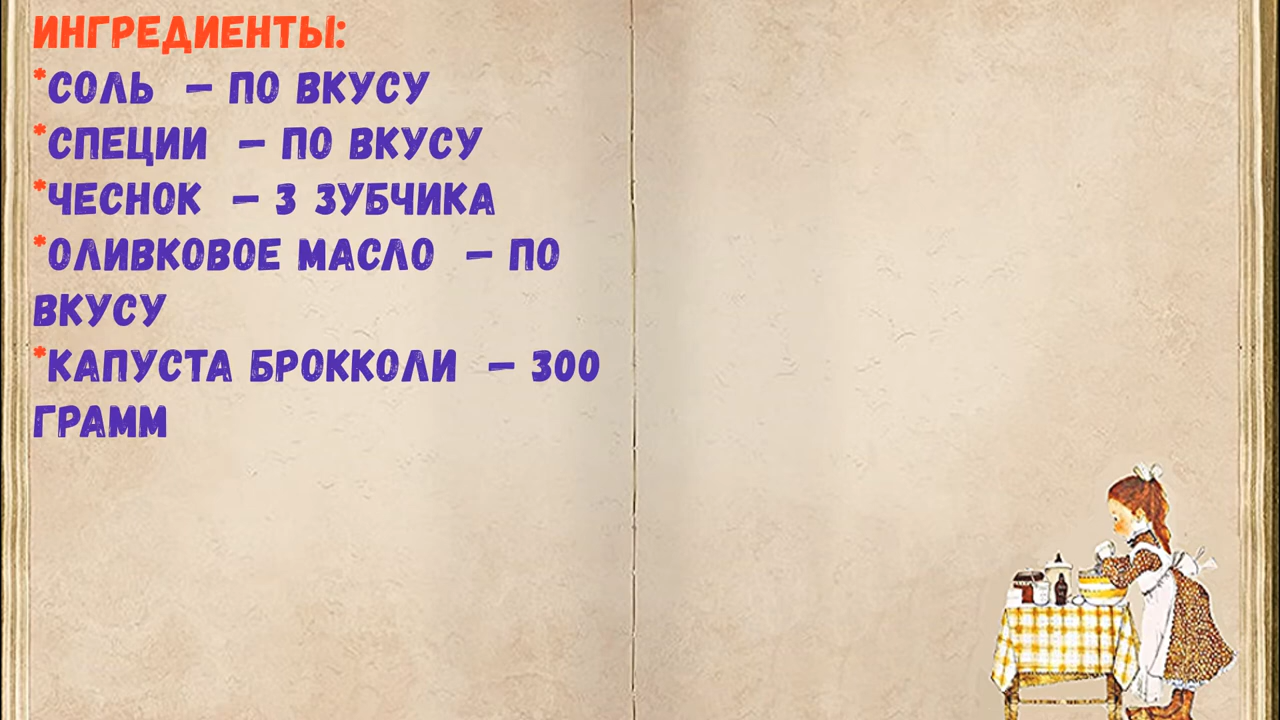 ИНГРЕДИЕНТЫ:
*СОЛЬ – ПО ВКУСУ
*СПЕЦИИ – ПО ВКУСУ
*ЧЕСНОК – 3 ЗУБЧИКА
*ОЛИВКОВОЕ МАСЛО – ПО
ВКУСУ
*КАПУСТА БРОККОЛИ – 300
ГРАММ